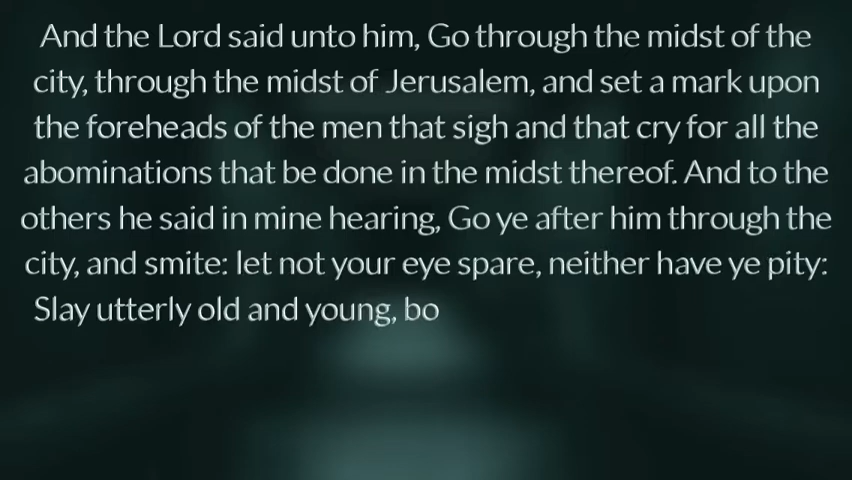 And the Lord said unto him, Go through the midst of the
city, through the midst of Jerusalem, and set a mark upon
the foreheads of the men that sigh and that cry for all the
abominations that be done in the midst thereof. And to the
others he said in mine hearing, Go ye after him through the
city, and smite: let not your eye spare, neither have ye pity:
Slay utterly old and young, bo